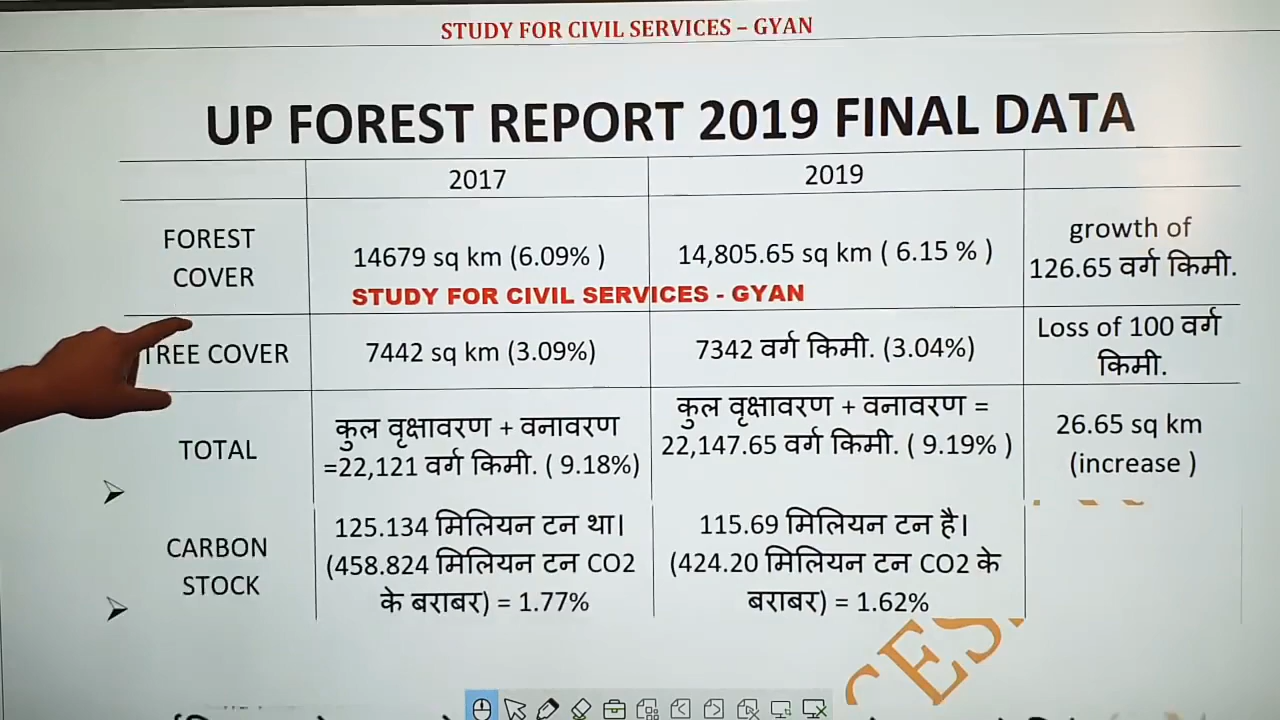 STUDY FOR CIVIL SERVICES – GYAN
UP FOREST REPORT 2019 FINAL DATA
2017
2019
FOREST
COVER
14679 sq km (6.09% )
14,805.65 sq km ( 6.15 % )
growth of
126.65 वर्ग किमी.
STUDY FOR CIVIL SERVICES - GYAN
TREE COVER
7442 sq km (3.09%)
7342 वर्ग किमी. (3.04%)
Loss of 100 वर्ग
किमी.
TOTAL
कुल वृक्षावरण + वनावरण
=22,121 वर्ग किमी. ( 9.18%)
कुल वृक्षावरण + वनावरण =
22,147.65 वर्ग किमी. ( 9.19% )
26.65 sq km
(increase )
CARBON
STOCK
125.134 मिलियन टन था।
(458.824 मिलियन टन CO2
के बराबर) = 1.77%
115.69 मिलियन टन है।
(424.20 मिलियन टन CO2 के
बराबर) = 1.62%